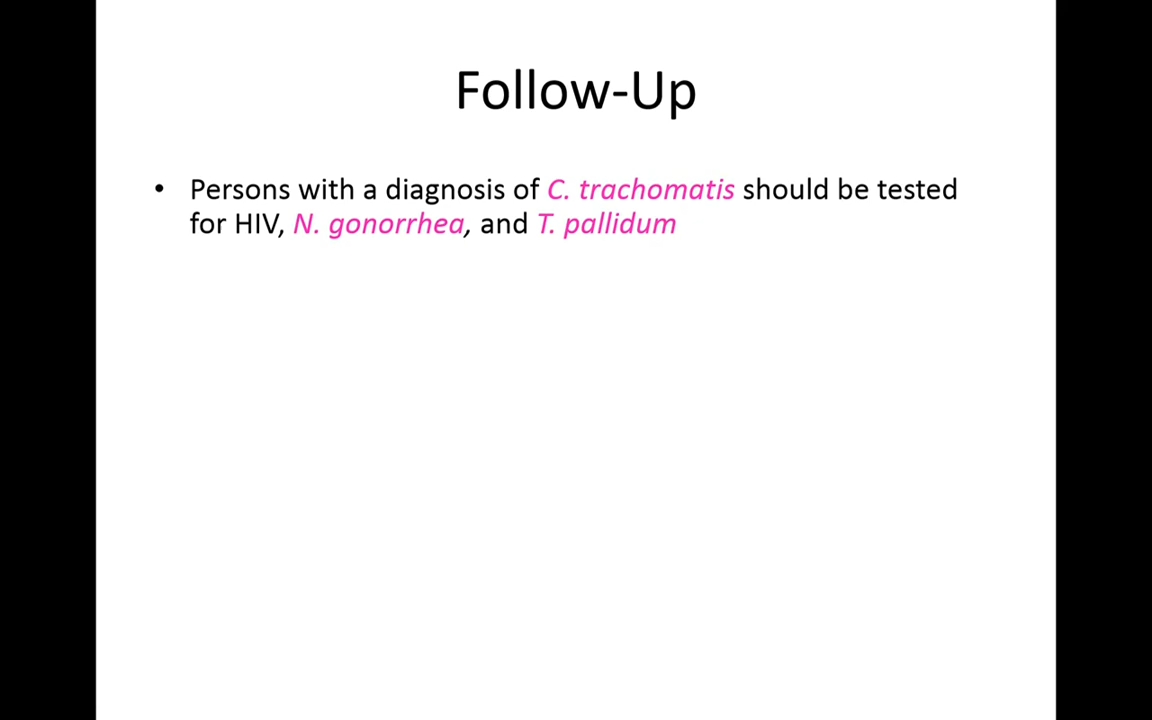 Follow-Up
• Persons with a diagnosis of C. trachomatis should be tested
for HIV, N. gonorrhea, and T. pallidum